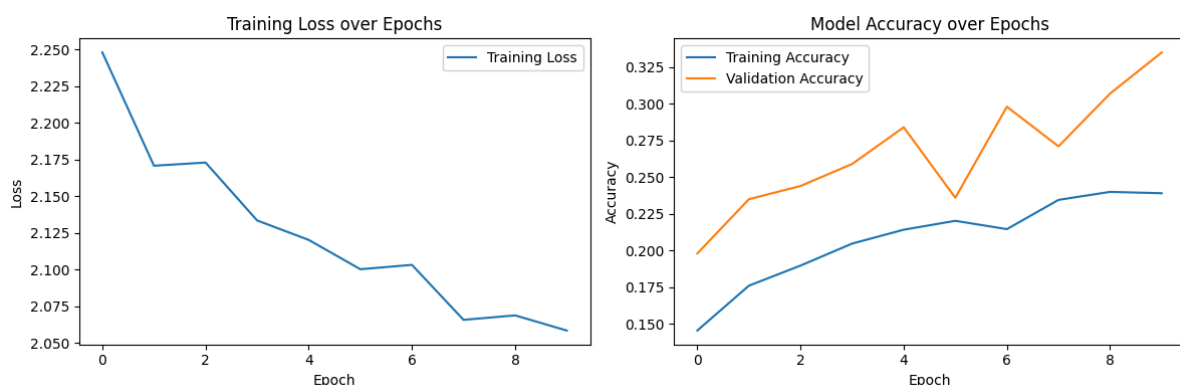 Training Loss over Epochs
Training Loss
2.250
2.225
2.200
2.175
2.150
2.125
2.100
2.075
2.050
Loss
0 2 4 6 8
Epoch
Model Accuracy over Epochs
Training Accuracy
Validation Accuracy
0.325
0.300
0.275
0.250
0.225
0.200
0.175
0.150
Accuracy
0 2 4 6 8
Epoch